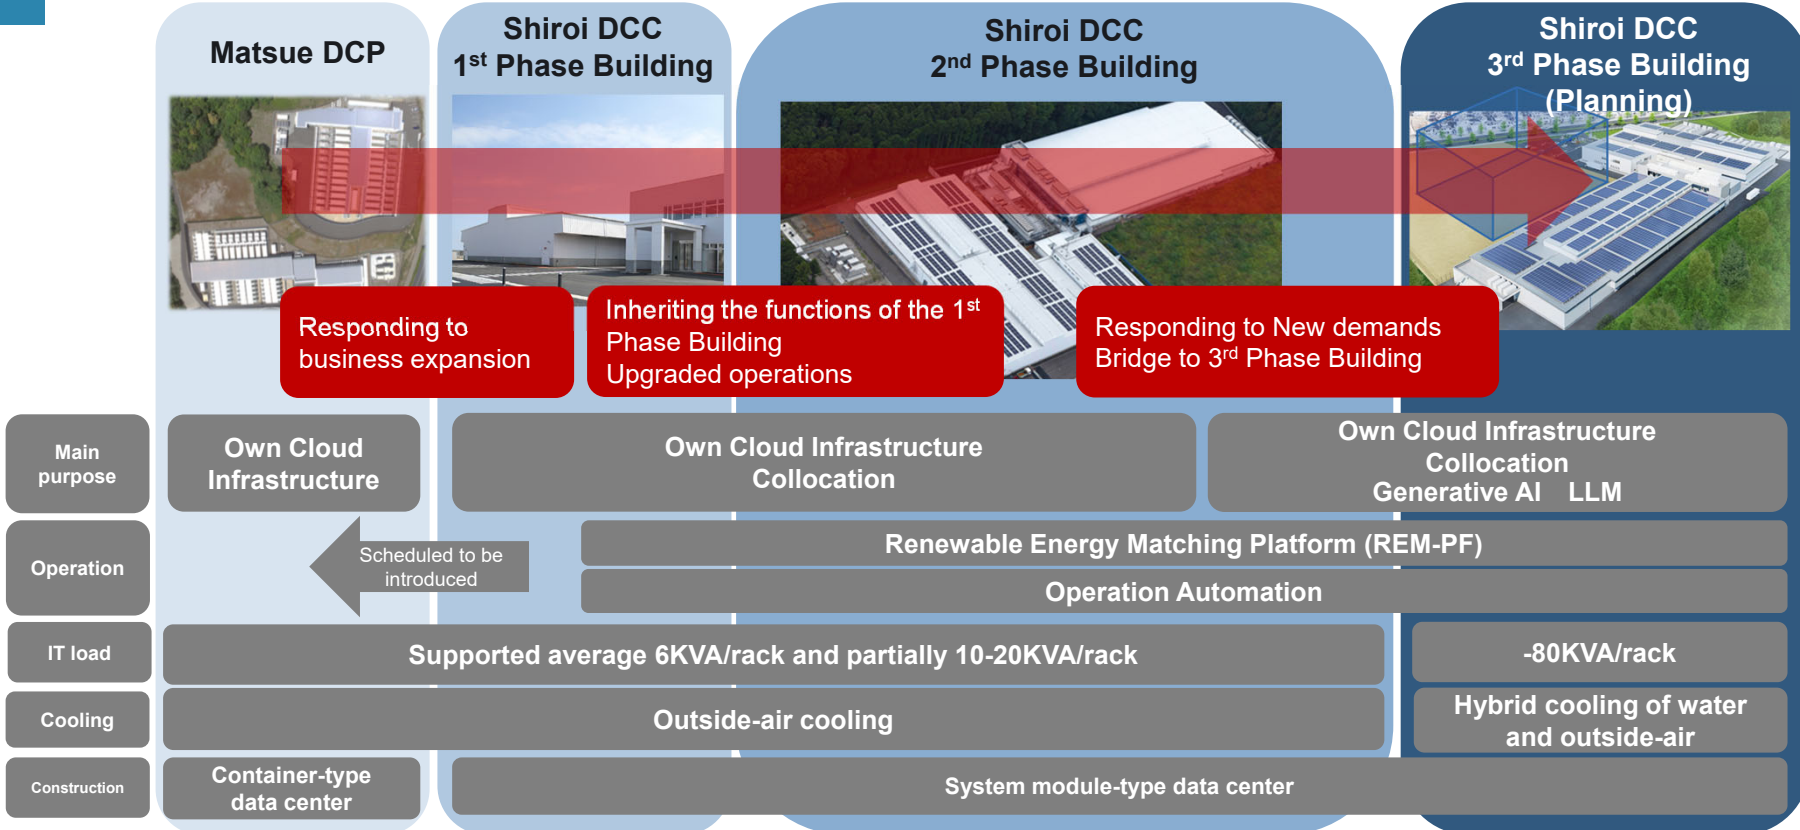 Matsue DCP
Shiroi DCC
1st Phase Building
Shiroi DCC
2nd Phase Building
Shiroi DCC
3rd Phase Building
(Planning)
Responding to
business expansion
Inheriting the functions of the 1st
Phase Building
Upgraded operations
Responding to New demands
Bridge to 3rd Phase Building
Main
purpose
Own Cloud
Infrastructure
Own Cloud Infrastructure
Collocation
Own Cloud Infrastructure
Collocation
Generative AI LLM
Operation
Scheduled to be
introduced
Renewable Energy Matching Platform (REM-PF)
Operation Automation
IT load
Supported average 6KVA/rack and partially 10-20KVA/rack
-80KVA/rack
Cooling
Outside-air cooling
Hybrid cooling of water
and outside-air
Construction
Container-type
data center
System module-type data center